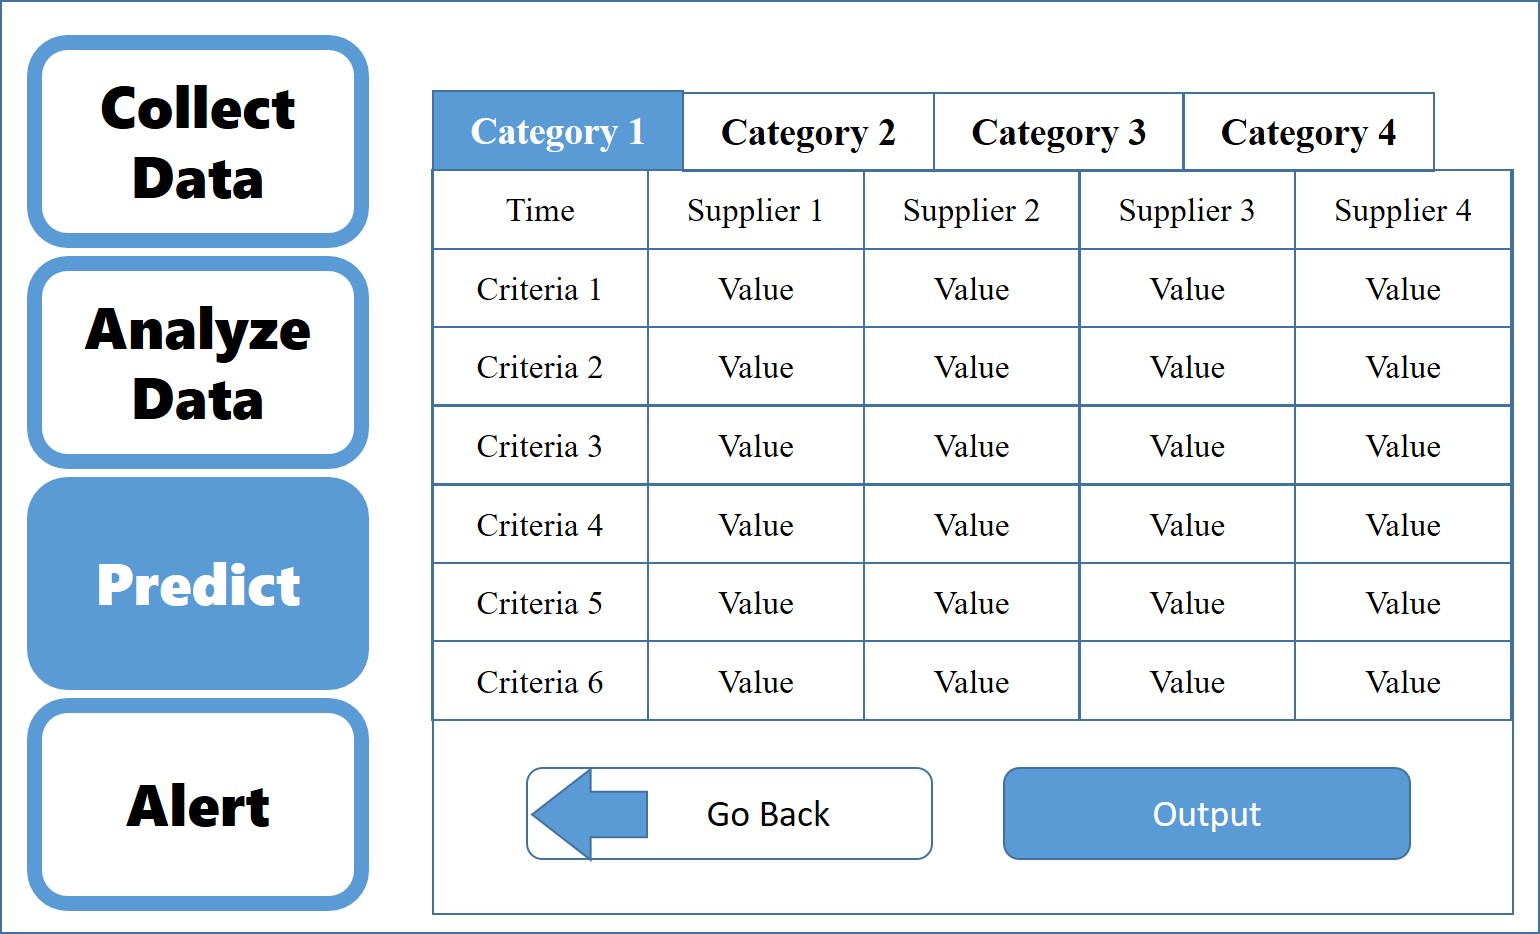 Collect
Data
Analyze
Data
Predict
Alert
Category 1 Category 2 Category 3 Category 4
Time Supplier 1 Supplier 2 Supplier 3 Supplier 4
Criteria 1 Value Value Value Value
Criteria 2 Value Value Value Value
Criteria 3 Value Value Value Value
Criteria 4 Value Value Value Value
Criteria 5 Value Value Value Value
Criteria 6 Value Value Value Value
Go Back Output